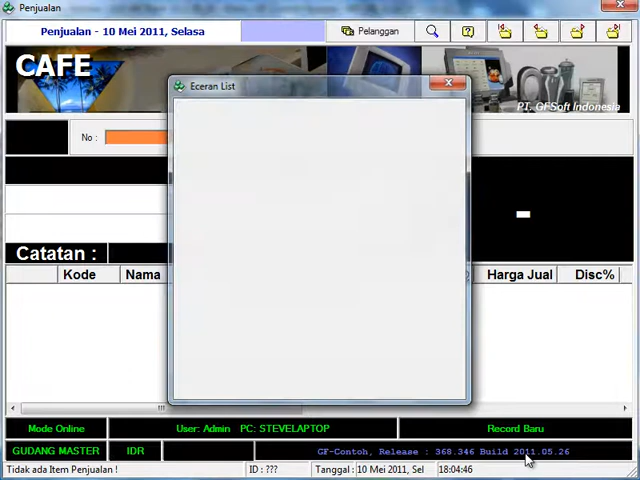 Penjualan
Penjualan - 10 Mei 2011, Selasa
Pelanggan
CAFE
PT. GFSoft Indonesia
Eceran List
No :
Catatan :
Kode
Nama
Harga Jual
Disc%
Mode Online
User: Admin PC: STEVELAPTOP
Record Baru
GUDANG MASTER
IDR
GF-Contoh, Release : 368.346 Build 2011.05.26
Tidak ada Item Penjualan !
ID : ???
Tanggal :
10 Mei 2011, Sel
18:04:46